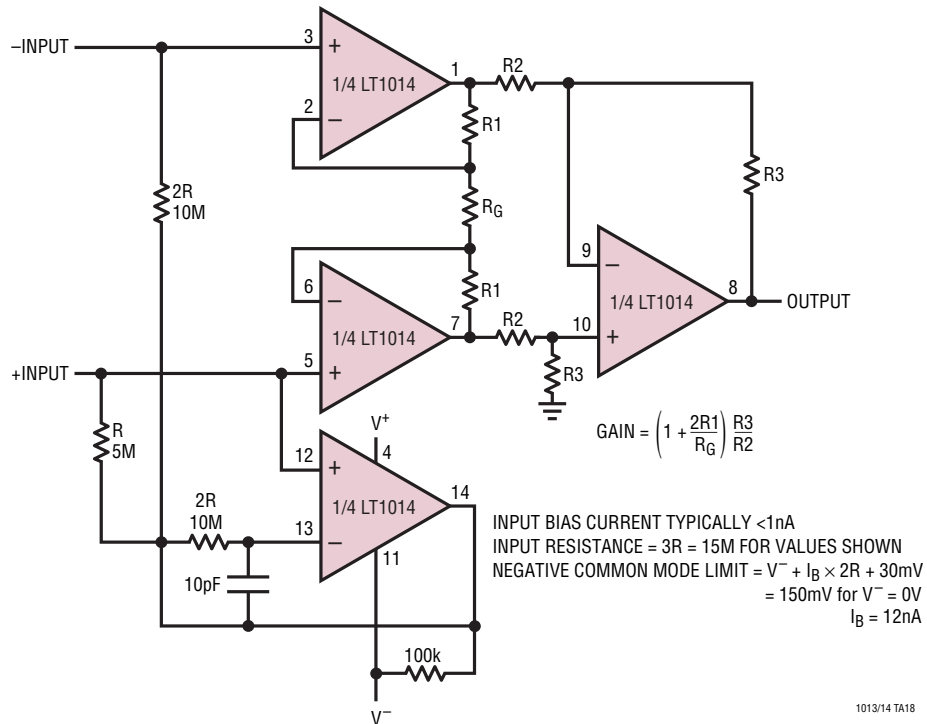 –INPUT
3
+
1/4 LT1014
2
–
1
R2
R1
R3
2R
10M
RG
6
–
1/4 LT1014
5
+
7
R1
R2
9
–
1/4 LT1014
10
+
8
OUTPUT
R3
+INPUT
R
5M
V+
4
12
+
1/4 LT1014
13
–
14
11
2R
10M
10pF
100k
V–
GAIN = (1 + 2R1/RG) R3/R2
INPUT BIAS CURRENT TYPICALLY <1nA
INPUT RESISTANCE = 3R = 15M FOR VALUES SHOWN
NEGATIVE COMMON MODE LIMIT = V– + IB × 2R + 30mV
= 150mV for V– = 0V
IB = 12nA
1013/14 TA18